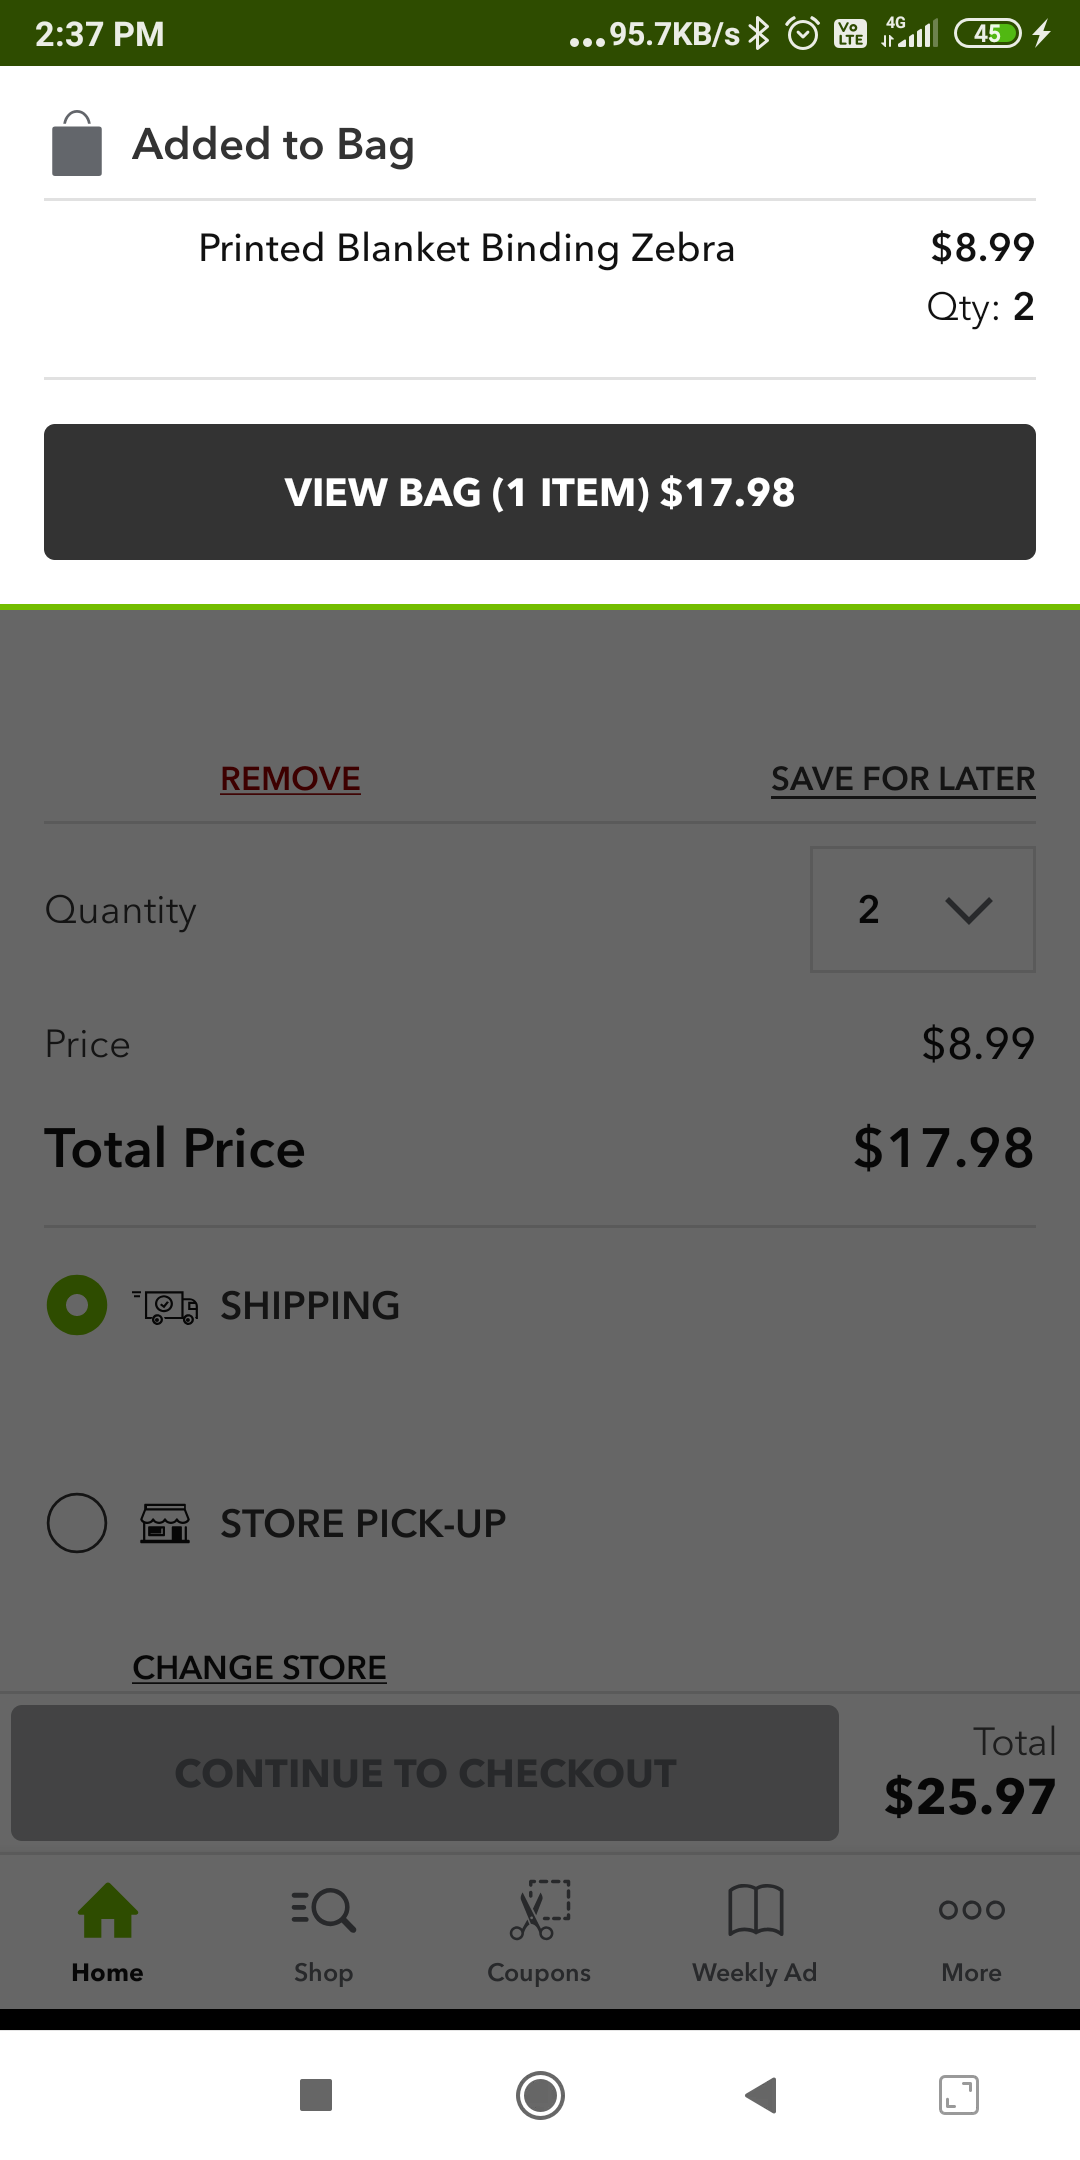 2:37 PM
...95.7KB/s Vo LTE 4G 45
Added to Bag
Printed Blanket Binding Zebra $8.99
Qty: 2
VIEW BAG (1 ITEM) $17.98
REMOVE SAVE FOR LATER
Quantity 2
Price $8.99
Total Price $17.98
SHIPPING
STORE PICK-UP
CHANGE STORE
CONTINUE TO CHECKOUT
Total
$25.97
Home Shop Coupons Weekly Ad More